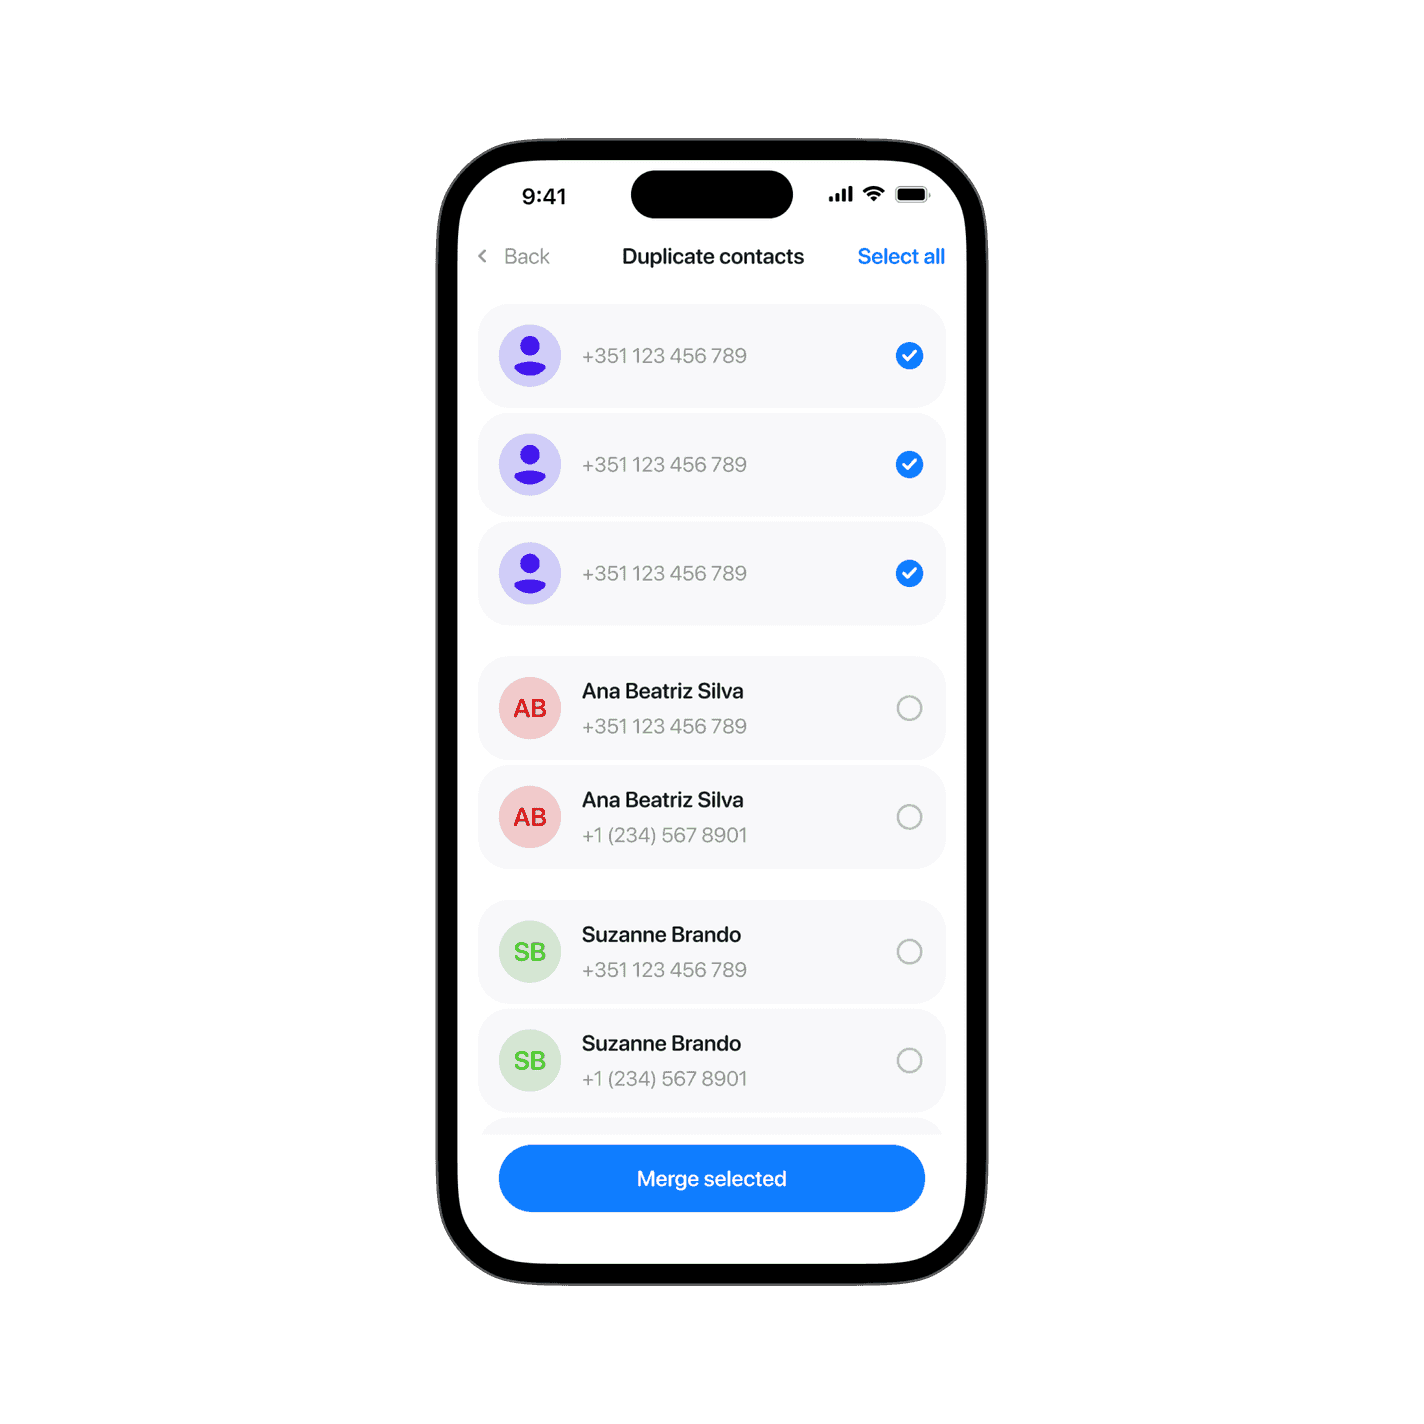 9:41
Back
Duplicate contacts
Select all
+351 123 456 789
+351 123 456 789
+351 123 456 789
AB
Ana Beatriz Silva
+351 123 456 789
AB
Ana Beatriz Silva
+1 (234) 567 8901
SB
Suzanne Brando
+351 123 456 789
SB
Suzanne Brando
+1 (234) 567 8901
Merge selected